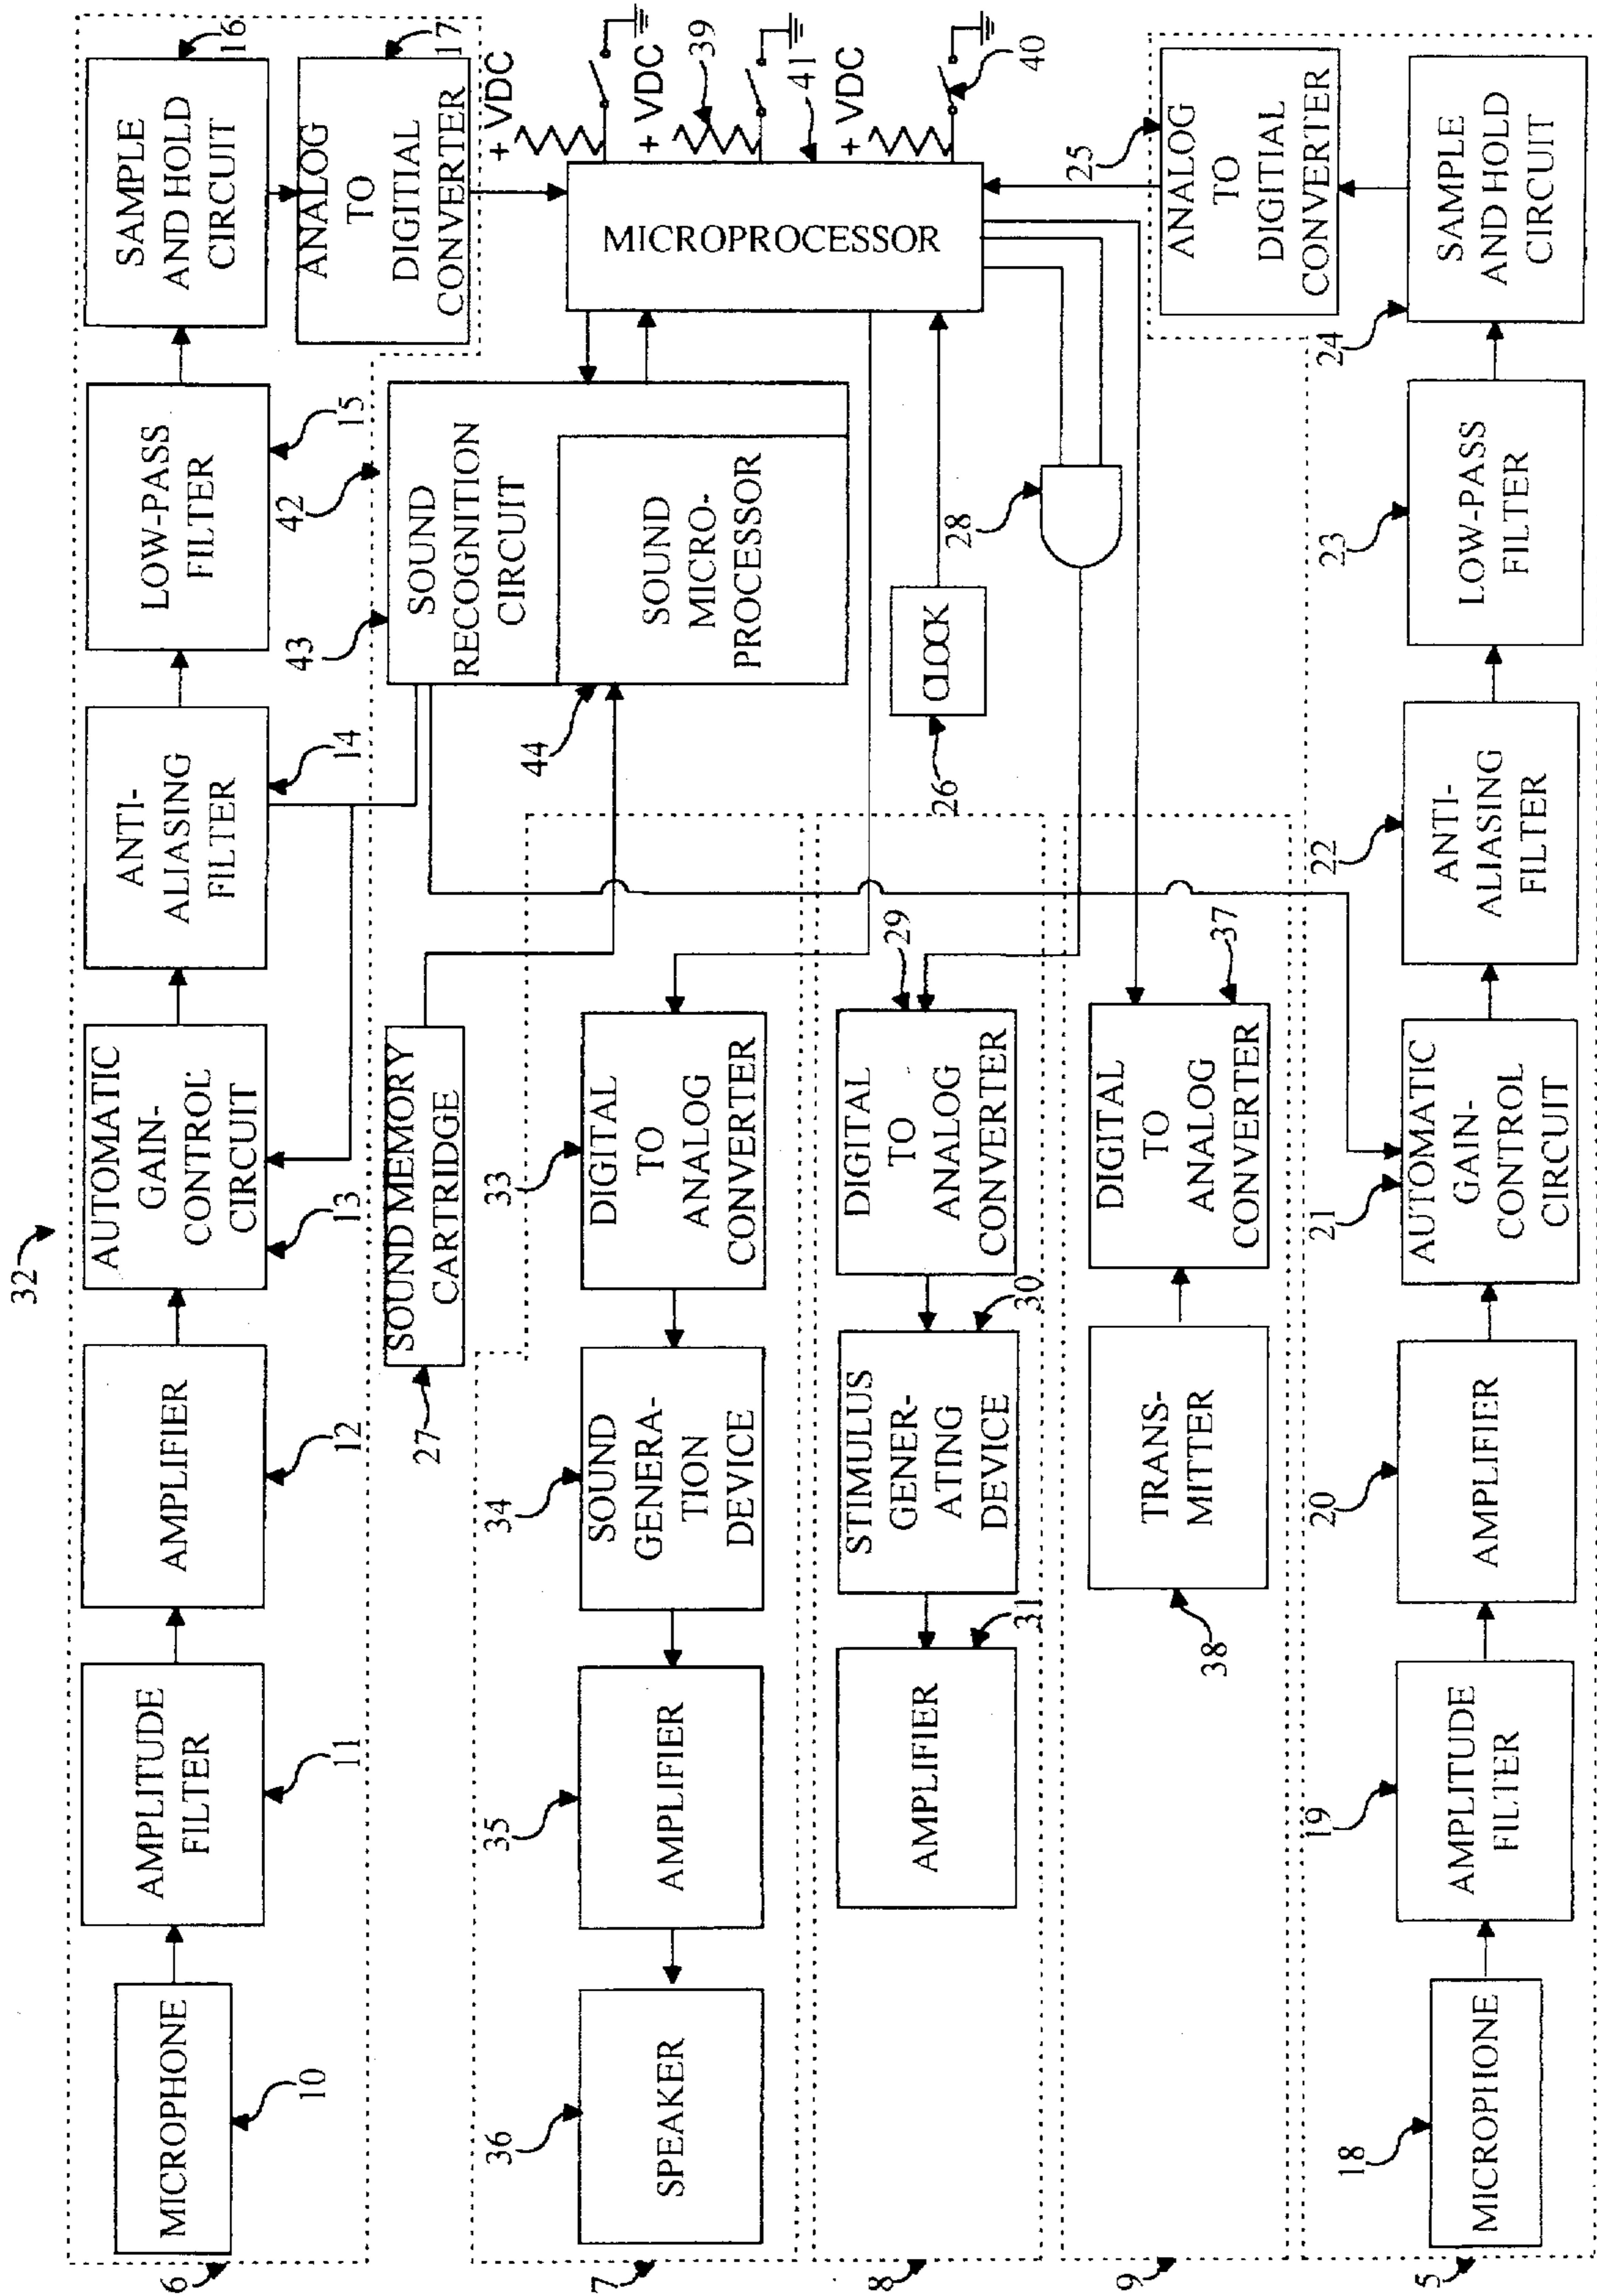 32
6
MICROPHONE
10
AMPLITUDE
FILTER
11
AMPLIFIER
12
AUTOMATIC
GAIN-
CONTROL
CIRCUIT
13
ANTI-
ALIASING
FILTER
14
LOW-PASS
FILTER
15
SAMPLE
AND HOLD
CIRCUIT
16
ANALOG
TO
DIGITIAL
CONVERTER
17
SOUND MEMORY
CARTRIDGE
27
42
43
SOUND
RECOGNITION
CIRCUIT
SOUND
MICRO-
PROCESSOR
44
MICROPROCESSOR
+ VDC
+ VDC
39
41
+ VDC
40
7
SPEAKER
36
AMPLIFIER
35
SOUND
GENERA-
TION
DEVICE
34
DIGITAL
TO
ANALOG
CONVERTER
33
CLOCK
26
28
8
AMPLIFIER
31
STIMULUS
GENER-
ATING
DEVICE
30
DIGITAL
TO
ANALOG
CONVERTER
29
9
TRANS-
MITTER
38
DIGITAL
TO
ANALOG
CONVERTER
37
25
ANALOG
TO
DIGITIAL
CONVERTER
5
18
MICROPHONE
19
AMPLITUDE
FILTER
20
AMPLIFIER
21
AUTOMATIC
GAIN-
CONTROL
CIRCUIT
22
ANTI-
ALIASING
FILTER
23
LOW-PASS
FILTER
24
SAMPLE
AND HOLD
CIRCUIT